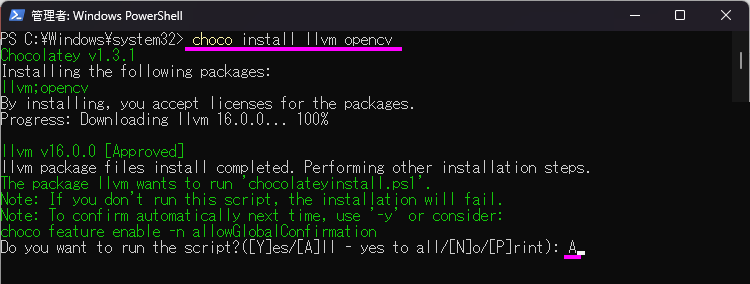 管理者: Windows PowerShell
PS C:¥Windows¥system32> choco install llvm opencv
Chocolatey v1.3.1
Installing the following packages:
llvm;opencv
By installing, you accept licenses for the packages.
Progress: Downloading llvm 16.0.0... 100%
llvm v16.0.0 [Approved]
llvm package files install completed. Performing other installation steps.
The package llvm wants to run 'chocolateyinstall.ps1'.
Note: If you don't run this script, the installation will fail.
Note: To confirm automatically next time, use '-y' or consider:
choco feature enable -n allowGlobalConfirmation
Do you want to run the script?([Y]es/[A]ll - yes to all/[N]o/[P]rint): A